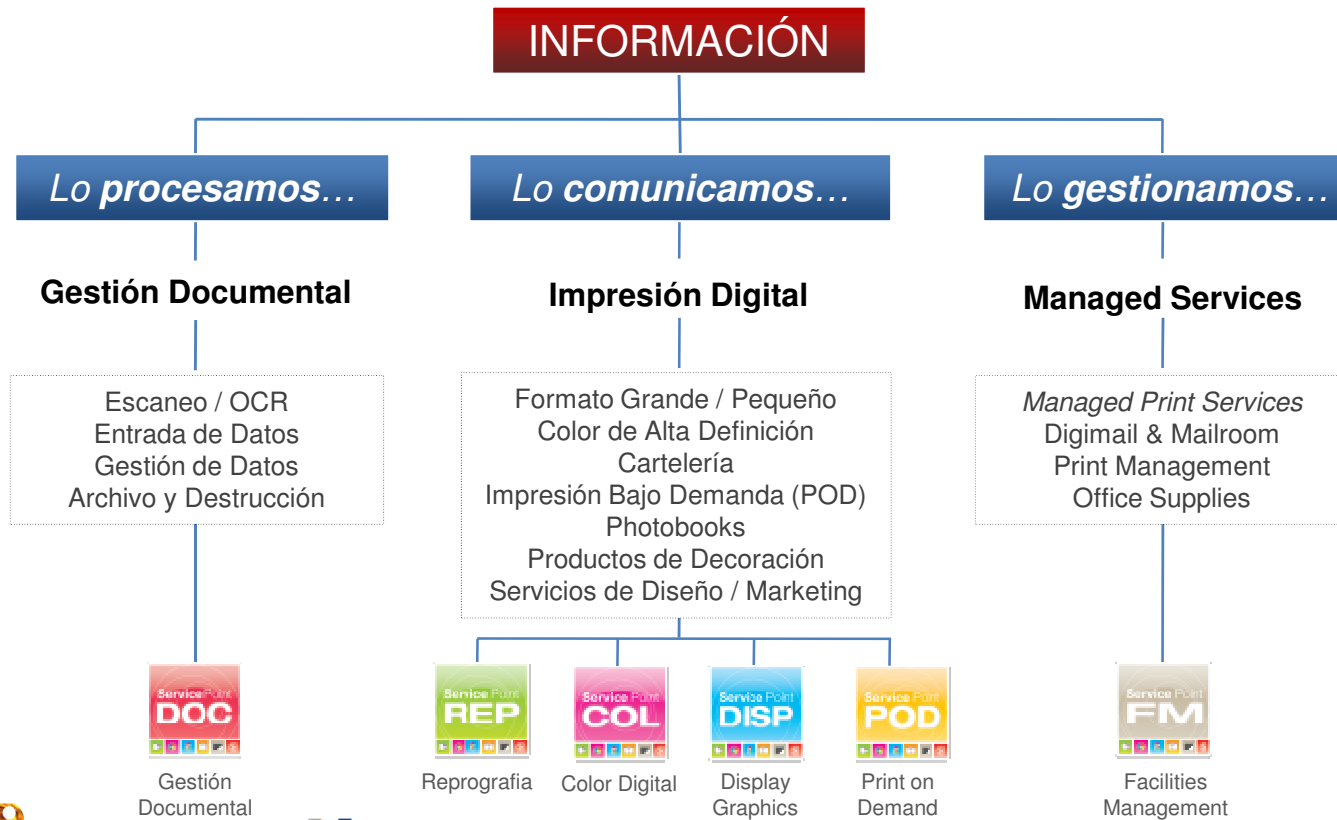 INFORMACIÓN
Lo procesamos…
Lo comunicamos…
Lo gestionamos…
Gestión Documental
Impresión Digital
Managed Services
Escaneo / OCR
Entrada de Datos
Gestión de Datos
Archivo y Destrucción
Formato Grande / Pequeño
Color de Alta Definición
Cartelería
Impresión Bajo Demanda (POD)
Photobooks
Productos de Decoración
Servicios de Diseño / Marketing
Managed Print Services
Digimail & Mailroom
Print Management
Office Supplies
Service Point
DOC
Service Point
REP
Service Point
COL
Service Point
DISP
Service Point
POD
Service Point
FM
Gestión
Documental
Reprografia
Color Digital
Display
Graphics
Print on
Demand
Facilities
Management